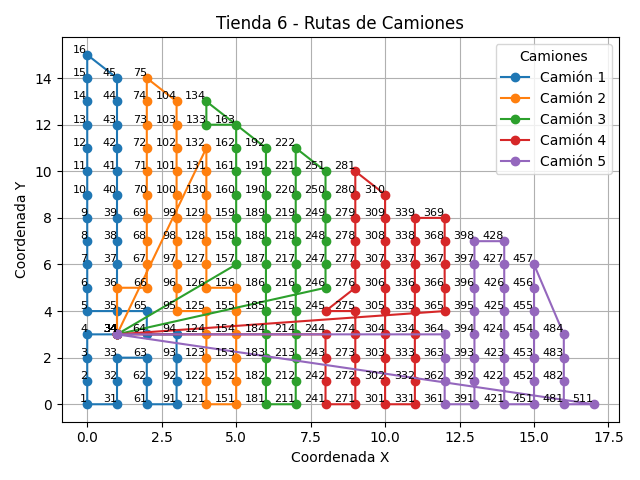 Tienda 6 - Rutas de Camiones
Camiones
Camión 1
Camión 2
Camión 3
Camión 4
Camión 5
Coordenada Y
14
12
10
8
6
4
2
0
16
15 45 75
14 44 74 104 134
13 43 73 103 133 163
12 42 72 102 132 162 192 222
11 41 71 101 131 161 191 221 251 281
10 40 70 100 130 160 190 220 250 280 310
9 39 69 99 129 159 189 219 249 279 309 339 369
8 38 68 98 128 158 188 218 248 278 308 338 368 398 428
7 37 67 97 127 157 187 217 247 277 307 337 367 397 427 457
6 36 66 96 126 156 186 216 246 276 306 336 366 396 426 456
5 35 65 95 125 155 185 215 245 275 305 335 365 395 425 455
4 34 64 94 124 154 184 214 244 274 304 334 364 394 424 454 484
3 33 63 93 123 153 183 213 243 273 303 333 363 393 423 453 483
2 32 62 92 122 152 182 212 242 272 302 332 362 392 422 452 482
1 31 61 91 121 151 181 211 241 271 301 331 361 391 421 451 481 511
0.0 2.5 5.0 7.5 10.0 12.5 15.0 17.5
Coordenada X